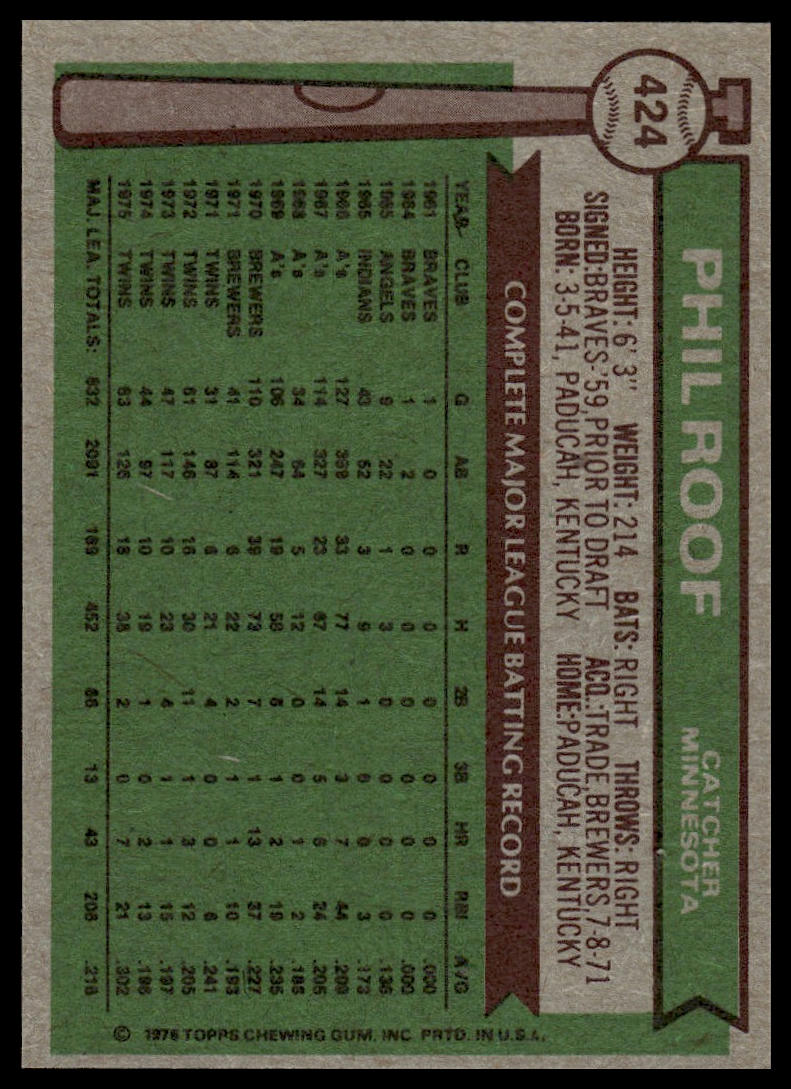 424
PHIL ROOF
CATCHER
MINNESOTA
HEIGHT: 6' 3" WEIGHT: 214 BATS: RIGHT THROWS: RIGHT
SIGNED: BRAVES-'59, PRIOR TO DRAFT ACQ.: TRADE, BREWERS, 7-8-71
BORN: 3-5-41, PADUCAH, KENTUCKY HOME: PADUCAH, KENTUCKY
COMPLETE MAJOR LEAGUE BATTING RECORD
YEAR CLUB G AB R H 2B 3B HR RBI AVG
1961 BRAVES 1 0 0 0 0 0 0 0 .000
1964 BRAVES 1 2 0 0 0 0 0 0 .000
1965 ANGELS 9 22 1 3 0 0 0 0 .136
1965 INDIANS 43 52 3 9 1 0 0 3 .173
1966 A's 127 369 33 77 14 3 7 44 .209
1967 A's 114 327 23 67 14 5 6 24 .205
1968 A's 34 64 5 12 0 0 1 2 .188
1969 A's 106 247 19 58 6 1 2 19 .235
1970 BREWERS 110 321 39 73 7 1 13 37 .227
1971 BREWERS 41 114 6 22 2 1 1 10 .193
1971 TWINS 31 87 6 21 4 0 0 6 .241
1972 TWINS 61 146 16 30 11 1 3 12 .205
1973 TWINS 47 117 10 23 4 1 1 15 .197
1974 TWINS 44 97 10 19 1 0 2 13 .196
1975 TWINS 63 126 18 38 2 0 7 21 .302
MAJ. LEA. TOTALS: 832 2091 189 452 66 13 43 206 .216
© 1976 TOPPS CHEWING GUM, INC. PRTD. IN U.S.A.